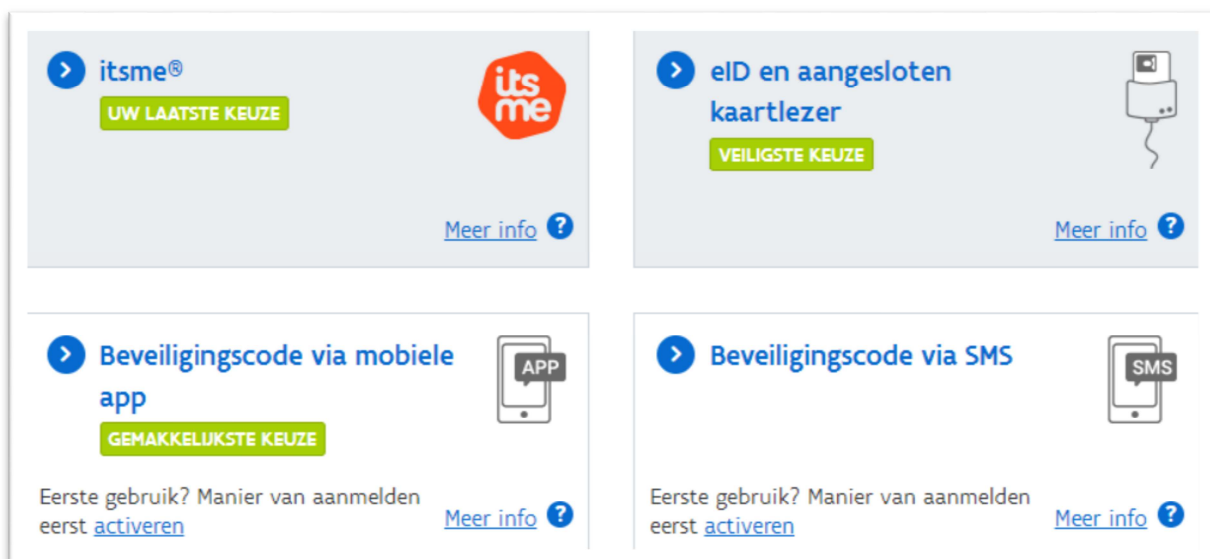 itsme®
UW LAATSTE KEUZE
its
me
Meer info ?
eID en aangesloten
kaartlezer
VEILIGSTE KEUZE
Meer info ?
Beveiligingscode via mobiele
app
GEMAKKELIJKSTE KEUZE
APP
Eerste gebruik? Manier van aanmelden
eerst activeren
Meer info ?
Beveiligingscode via SMS
SMS
Eerste gebruik? Manier van aanmelden
eerst activeren
Meer info ?